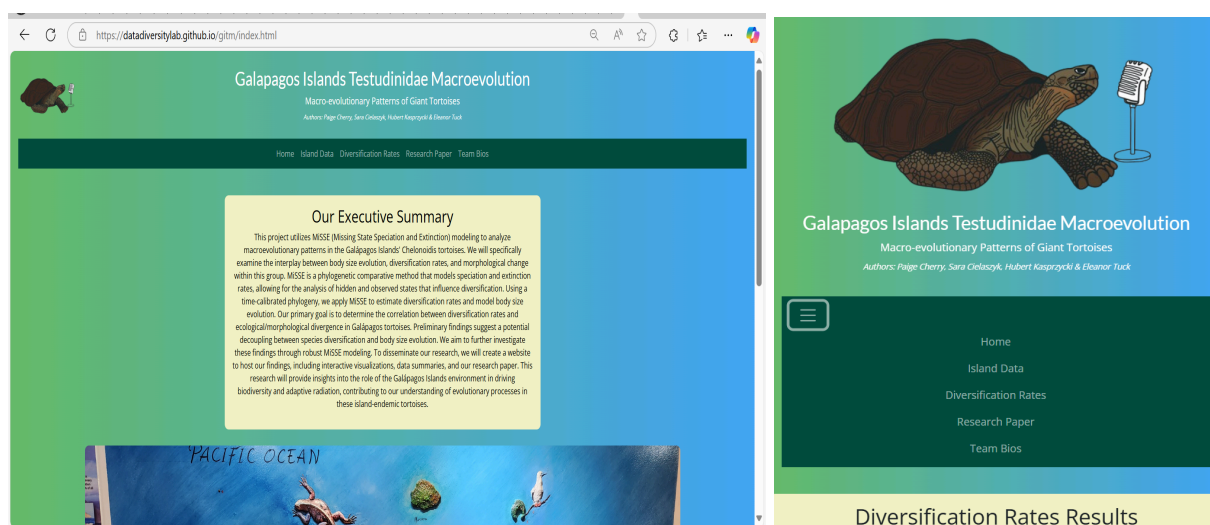 https://datadiversitylab.github.io/gitm/index.html
Galapagos Islands Testudinidae Macroevolution
Macro-evolutionary Patterns of Giant Tortoises
Authors: Paige Cherry, Sara Cielaszyk, Hubert Kasprzycki & Eleanor Tuck
Home Island Data Diversification Rates Research Paper Team Bios
Our Executive Summary
This project utilizes MiSSE (Missing State Speciation and Extinction) modeling to analyze
macroevolutionary patterns in the Galápagos Islands' Chelonoidis tortoises. We will specifically
examine the interplay between body size evolution, diversification rates, and morphological change
within this group. MiSSE is a phylogenetic comparative method that models speciation and extinction
rates, allowing for the analysis of hidden and observed states that influence diversification. Using a
time-calibrated phylogeny, we apply MiSSE to estimate diversification rates and model body size
evolution. Our primary goal is to determine the correlation between diversification rates and
ecological/morphological divergence in Galápagos tortoises. Preliminary findings suggest a potential
decoupling between species diversification and body size evolution. We aim to further investigate
these findings through robust MiSSE modeling. To disseminate our research, we will create a website
to host our findings, including interactive visualizations, data summaries, and our research paper. This
research will provide insights into the role of the Galápagos Islands environment in driving
biodiversity and adaptive radiation, contributing to our understanding of evolutionary processes in
these island-endemic tortoises.
PACIFIC OCEAN
Galapagos Islands Testudinidae Macroevolution
Macro-evolutionary Patterns of Giant Tortoises
Authors: Paige Cherry, Sara Cielaszyk, Hubert Kasprzycki & Eleanor Tuck
Home
Island Data
Diversification Rates
Research Paper
Team Bios
Diversification Rates Results